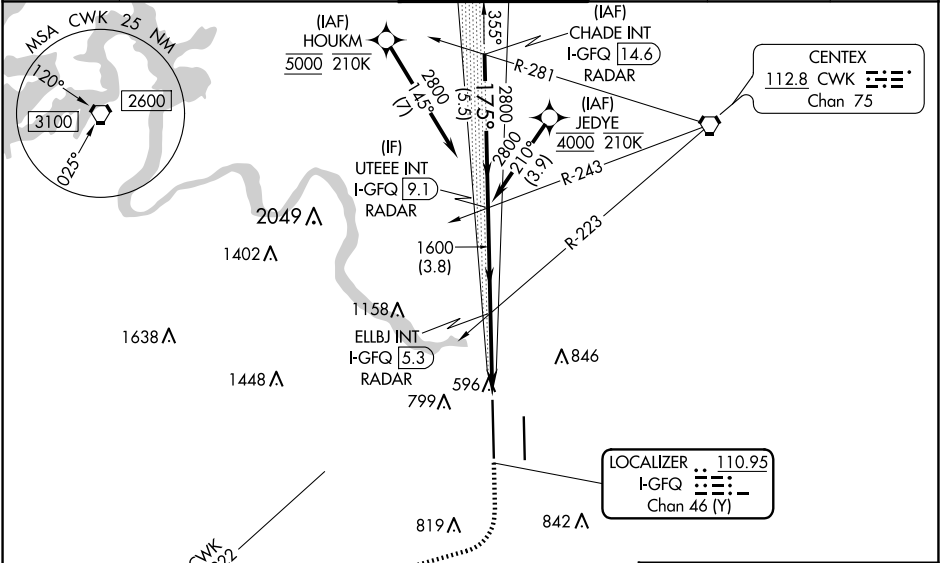 MSA CWK 25 NM
120°
2600
3100
025°
(IAF)
HOUKM
5000 210K
2800
145°
(7)
355°
175°
(5.5)
2800
(IAF)
CHADE INT
I-GFQ 14.6
RADAR
R-281
CENTEX
112.8 CWK
Chan 75
(IAF)
JEDYE
4000 210K
2800
210°
(3.9)
R-243
R-223
(IF)
UTEEE INT
I-GFQ 9.1
RADAR
2049
1402
1600
(3.8)
1158
1638
ELLBJ INT
I-GFQ 5.3
RADAR
846
1448
596
799
LOCALIZER 110.95
I-GFQ
Chan 46 (Y)
819
842
CWK